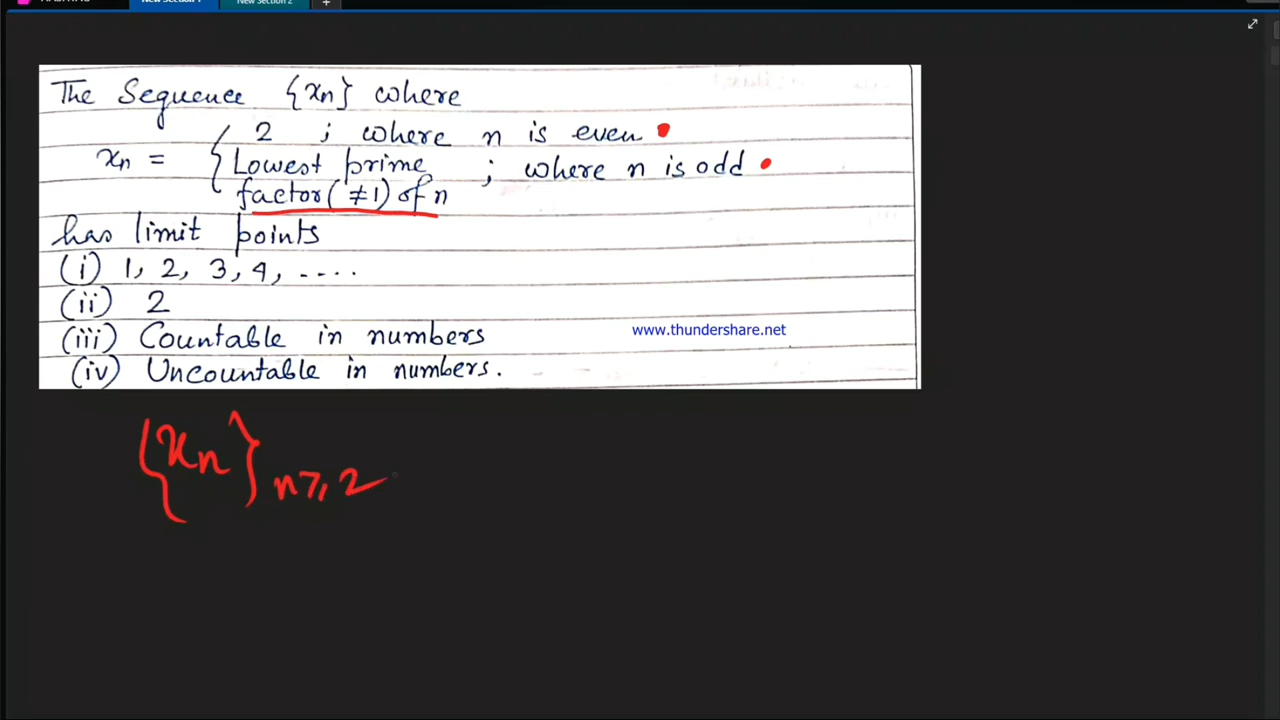 New Section 1 New Section 2 +
The Sequence {xn} where
2 ; where n is even
xn = { Lowest prime ; where n is odd
factor (≠1) of n
has limit points
(i) 1, 2, 3, 4, ....
(ii) 2
(iii) Countable in numbers
www.thundershare.net
(iv) Uncountable in numbers.
{xn} n≥2